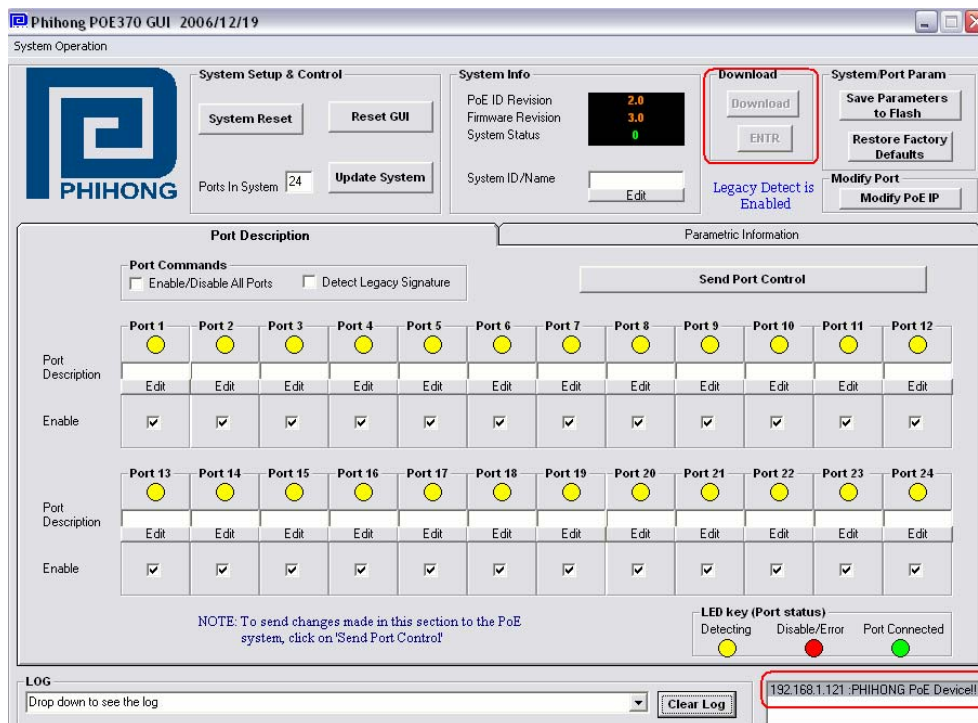 Phihong POE370 GUI 2006/12/19
System Operation
PHIHONG
System Setup & Control
System Reset
Reset GUI
Ports In System 24
Update System
System Info
PoE ID Revision 2.0
Firmware Revision 3.0
System Status 0
System ID/Name
Edit
Download
Download
ENTR
Legacy Detect is
Enabled
System/Port Param
Save Parameters
to Flash
Restore Factory
Defaults
Modify Port
Modify PoE IP
Port Description
Parametric Information
Port Commands
Enable/Disable All Ports
Detect Legacy Signature
Send Port Control
Port 1 Port 2 Port 3 Port 4 Port 5 Port 6 Port 7 Port 8 Port 9 Port 10 Port 11 Port 12
Port
Description
Edit Edit Edit Edit Edit Edit Edit Edit Edit Edit Edit Edit
Enable
Port 13 Port 14 Port 15 Port 16 Port 17 Port 18 Port 19 Port 20 Port 21 Port 22 Port 23 Port 24
Port
Description
Edit Edit Edit Edit Edit Edit Edit Edit Edit Edit Edit Edit
Enable
NOTE: To send changes made in this section to the PoE
system, click on 'Send Port Control'
LED key (Port status)
Detecting Disable/Error Port Connected
LOG
Drop down to see the log
Clear Log
192.168.1.121 :PHIHONG PoE Device!!